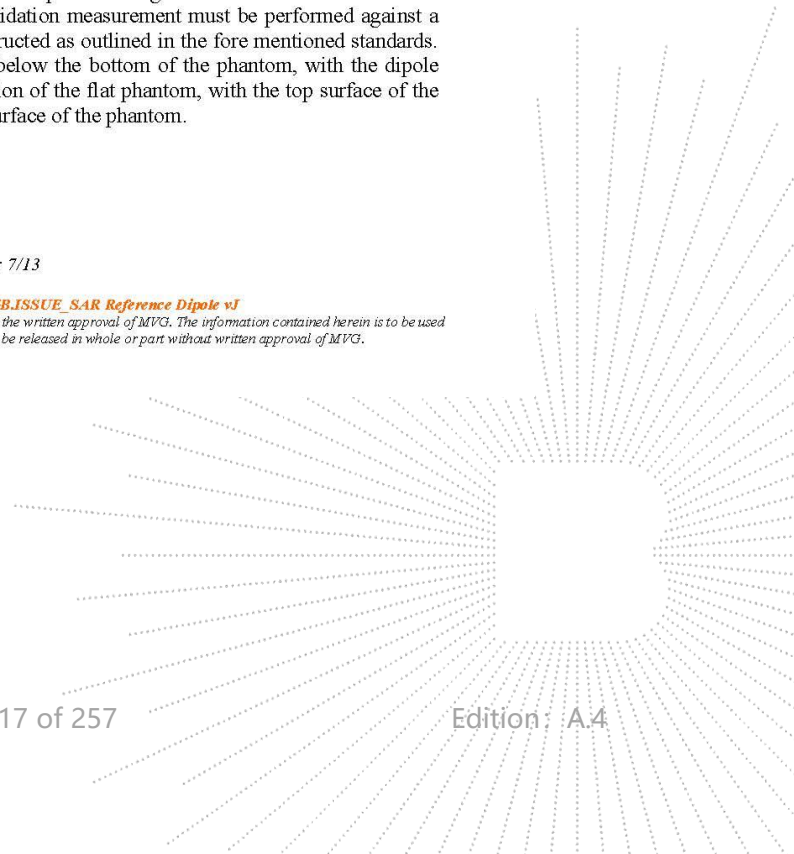 idation measurement must be performed against a
ructed as outlined in the fore mentioned standards.
below the bottom of the phantom, with the dipole
ion of the flat phantom, with the top surface of the
urface of the phantom.
: 7/13
B.ISSUE_SAR Reference Dipole vJ
the written approval of MVG. The information contained herein is to be used
be released in whole or part without written approval of MVG.
17 of 257
Edition: A.4